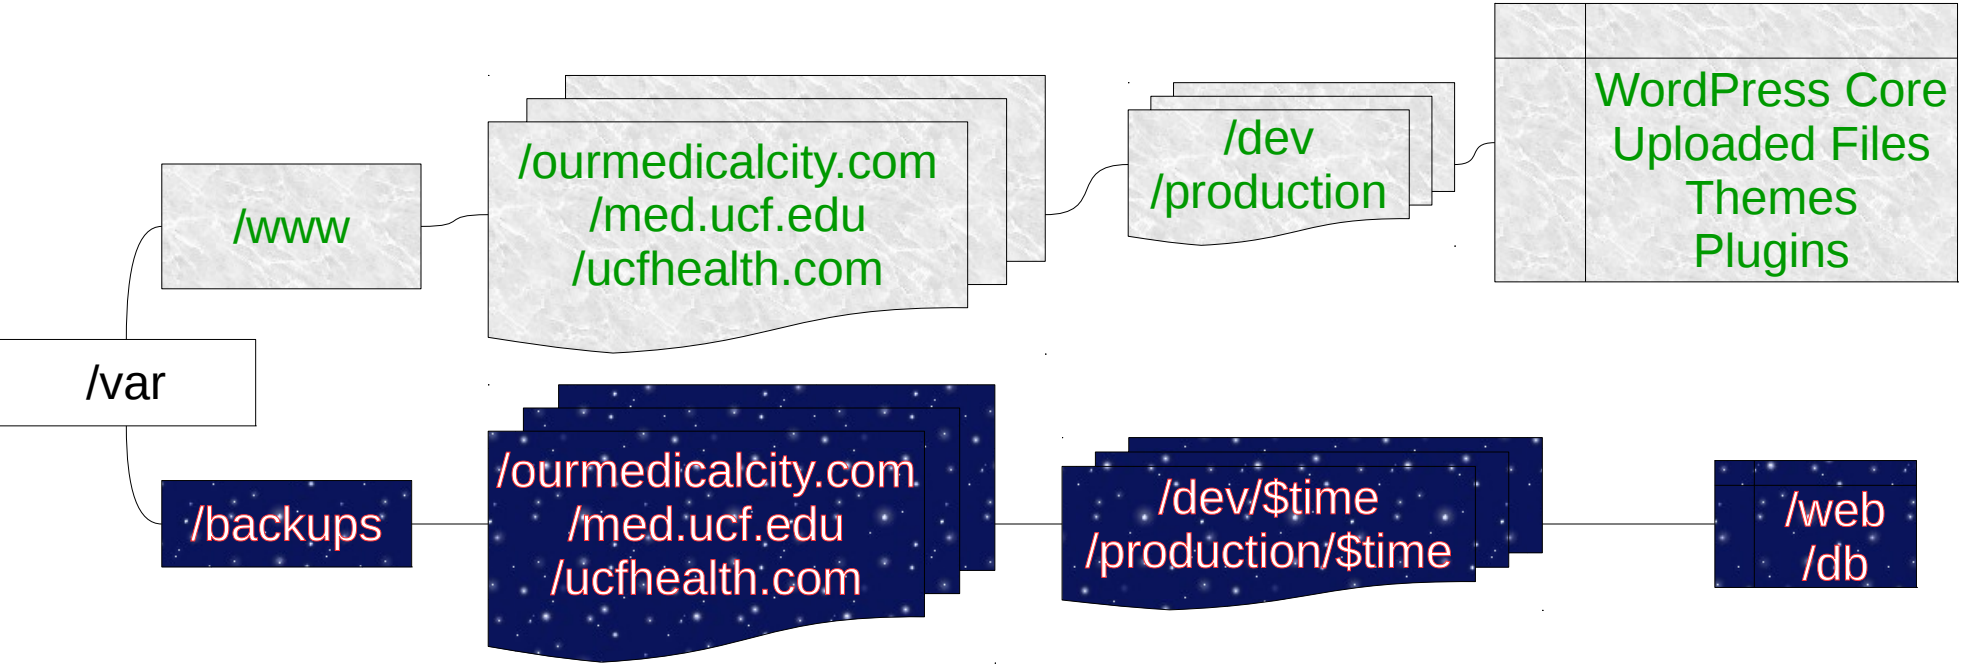 /var
/www
/ourmedicalcity.com
/med.ucf.edu
/ucfhealth.com
/dev
/production
WordPress Core
Uploaded Files
Themes
Plugins
/backups
/ourmedicalcity.com
/med.ucf.edu
/ucfhealth.com
/dev/$time
/production/$time
/web
/db